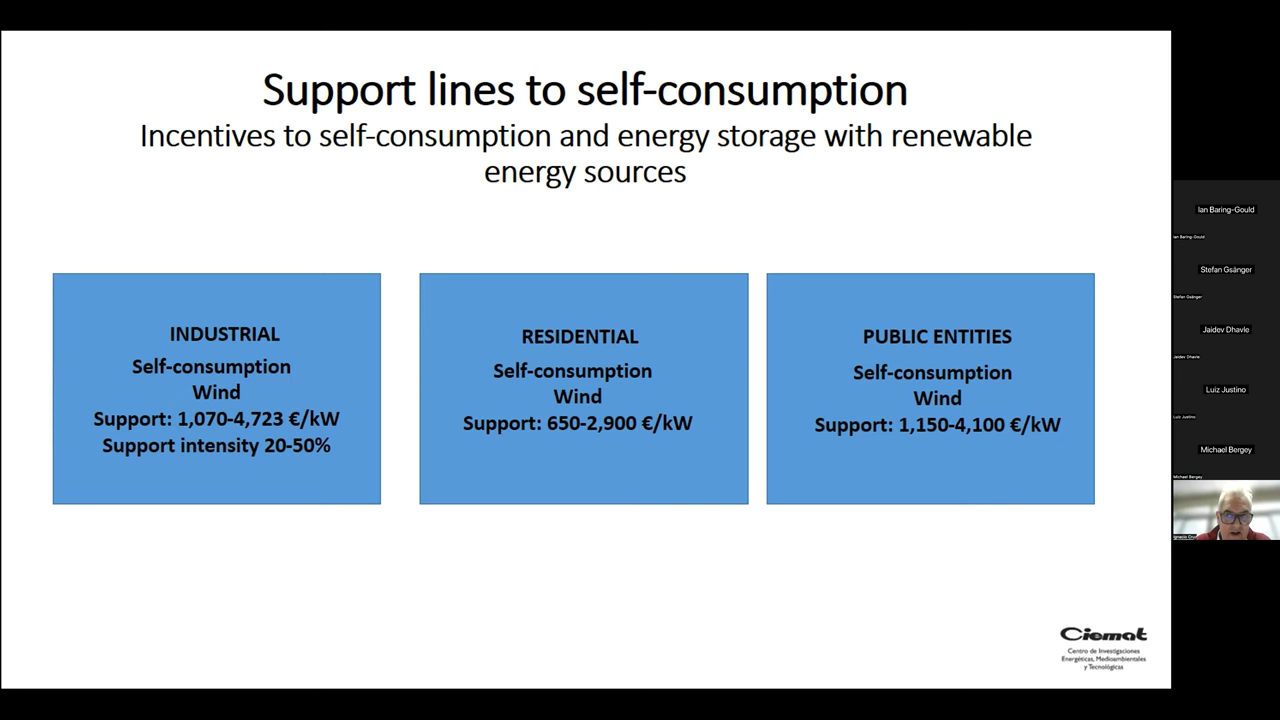 Support lines to self-consumption
Incentives to self-consumption and energy storage with renewable
energy sources
INDUSTRIAL
Self-consumption
Wind
Support: 1,070-4,723 €/kW
Support intensity 20-50%
RESIDENTIAL
Self-consumption
Wind
Support: 650-2,900 €/kW
PUBLIC ENTITIES
Self-consumption
Wind
Support: 1,150-4,100 €/kW
Ciemat
Centro de Investigaciones
Energéticas, Medioambientales
y Tecnológicas
Ian Baring-Gould
Ian Baring-Gould
Stefan Gsänger
Stefan Gsänger
Jaidev Dhavle
Jaidev Dhavle
Luiz Justino
Luiz Justino
Michael Bergey
Michael Bergey
Ignacio Cruz